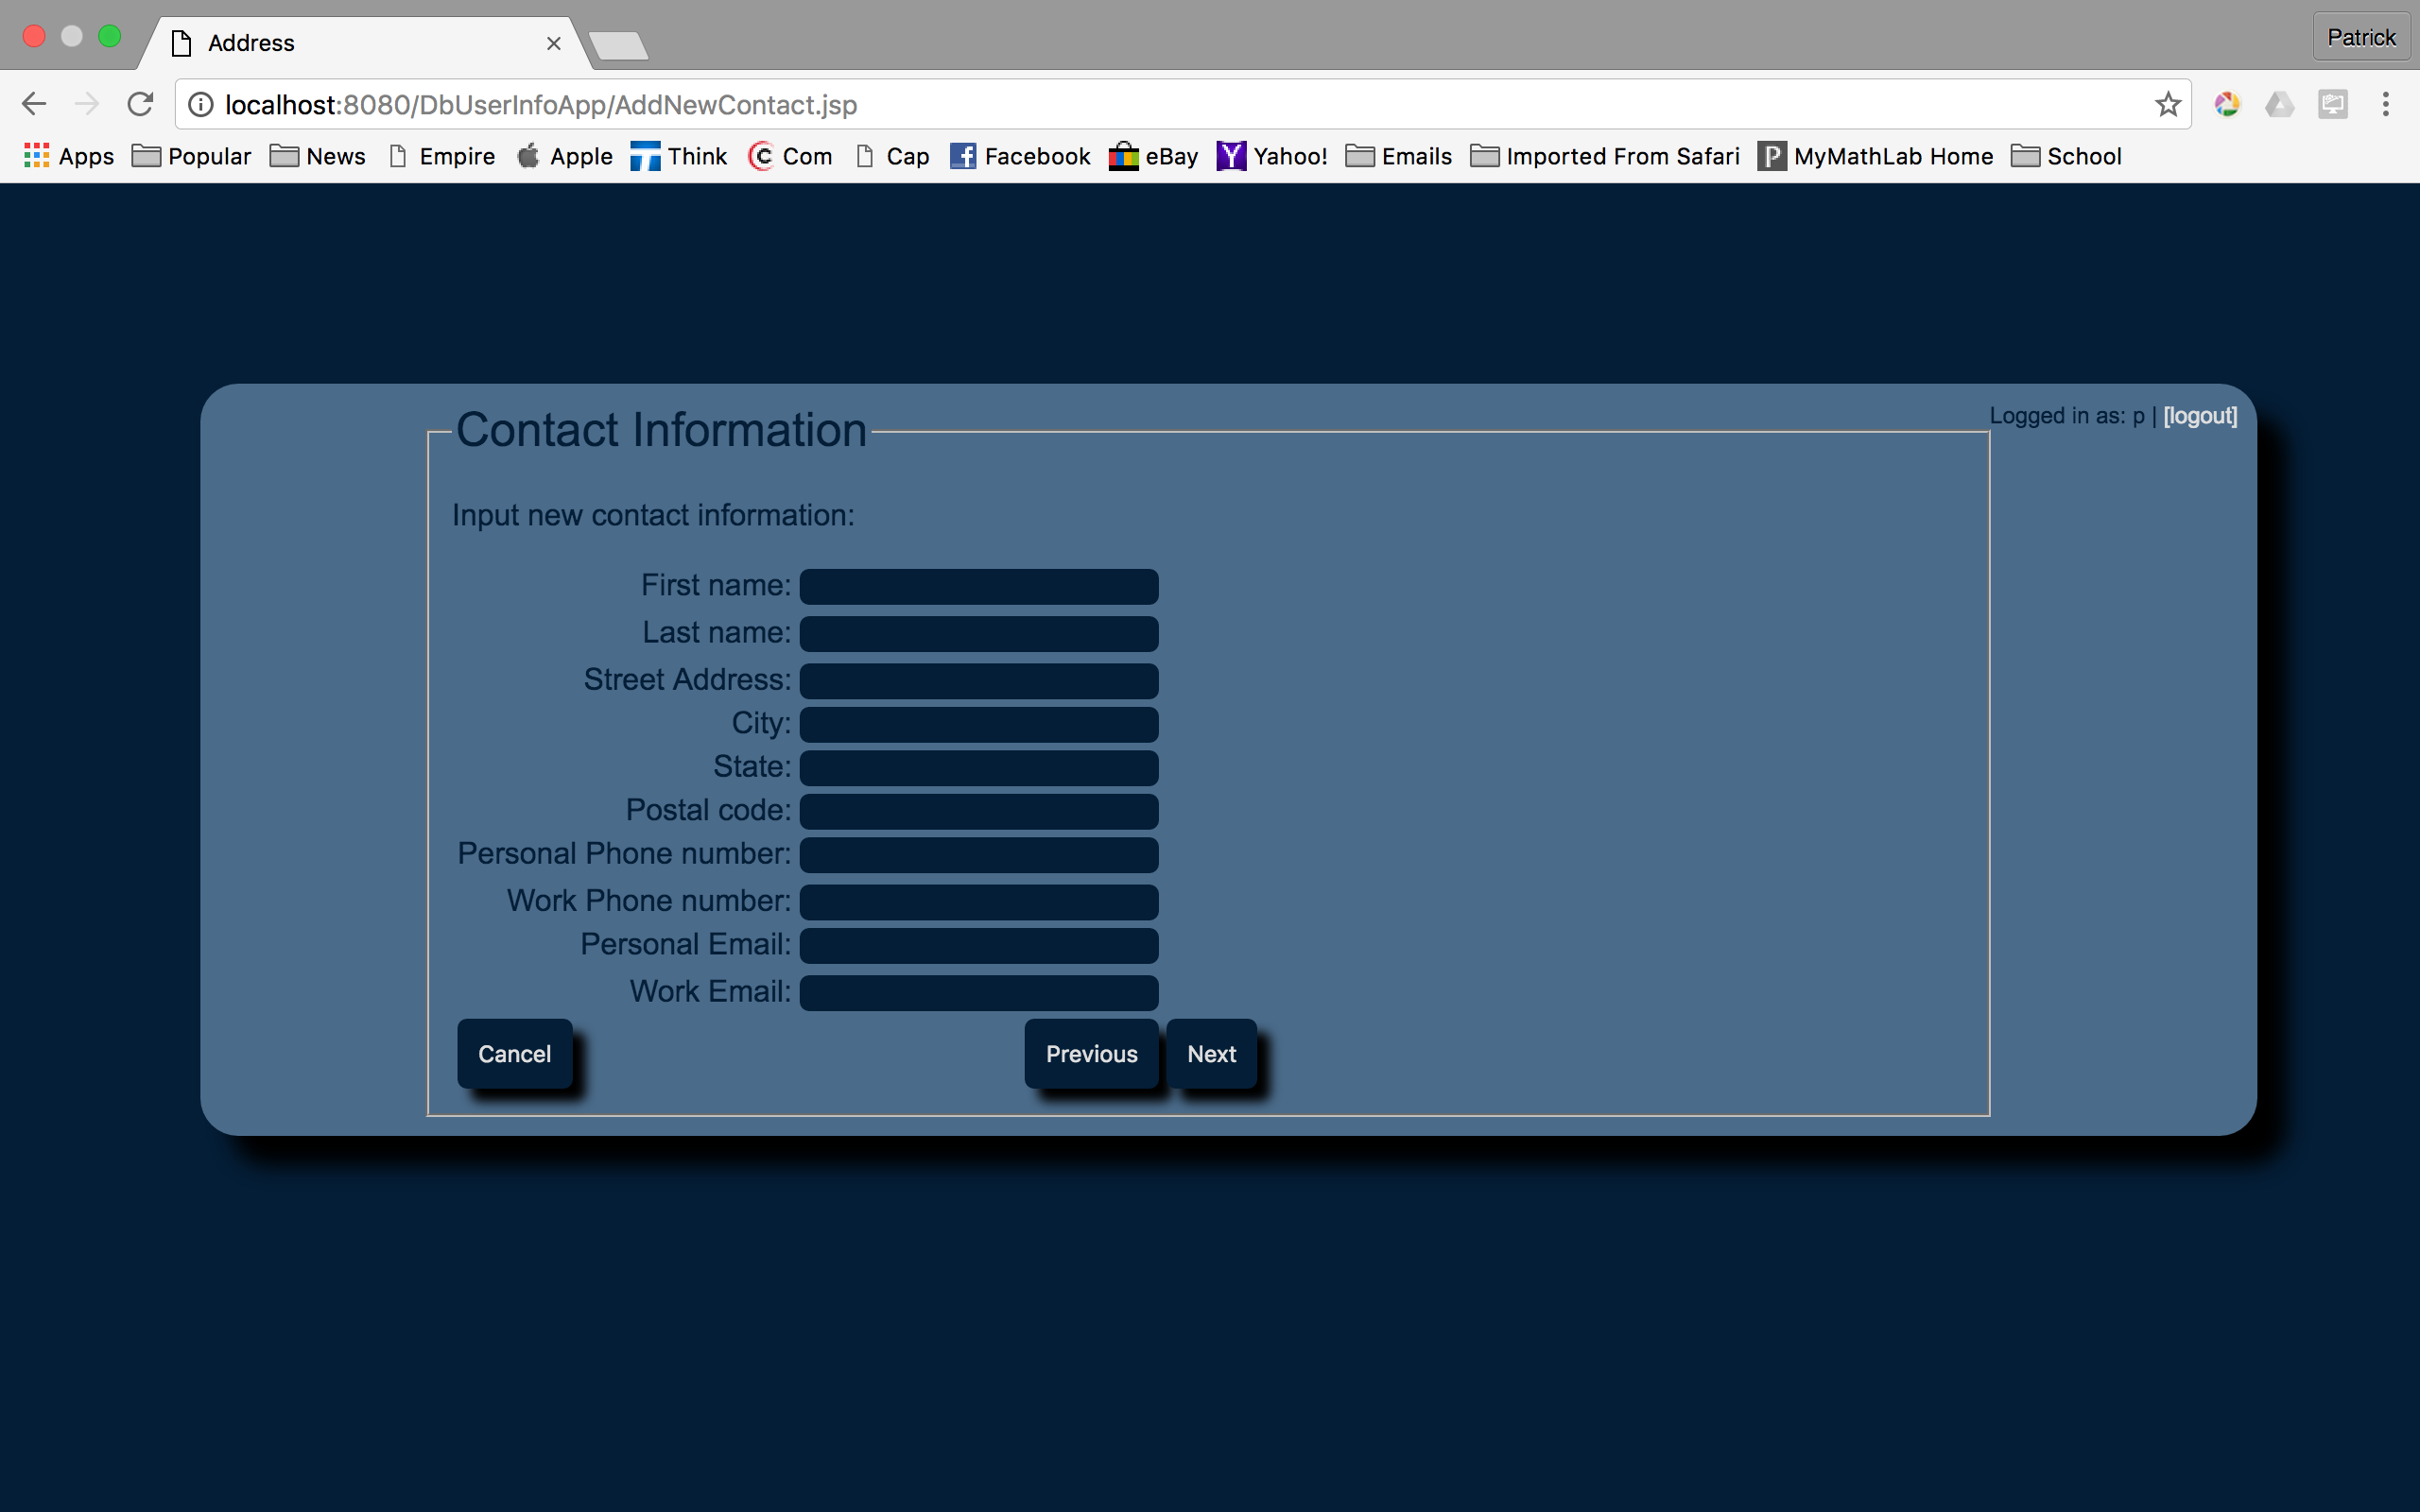 Address
Patrick
localhost:8080/DbUserInfoApp/AddNewContact.jsp
Apps Popular News Empire Apple Think Com Cap Facebook eBay Yahoo! Emails Imported From Safari MyMathLab Home School
Logged in as: p | [logout]
Contact Information
Input new contact information:
First name:
Last name:
Street Address:
City:
State:
Postal code:
Personal Phone number:
Work Phone number:
Personal Email:
Work Email:
Cancel Previous Next